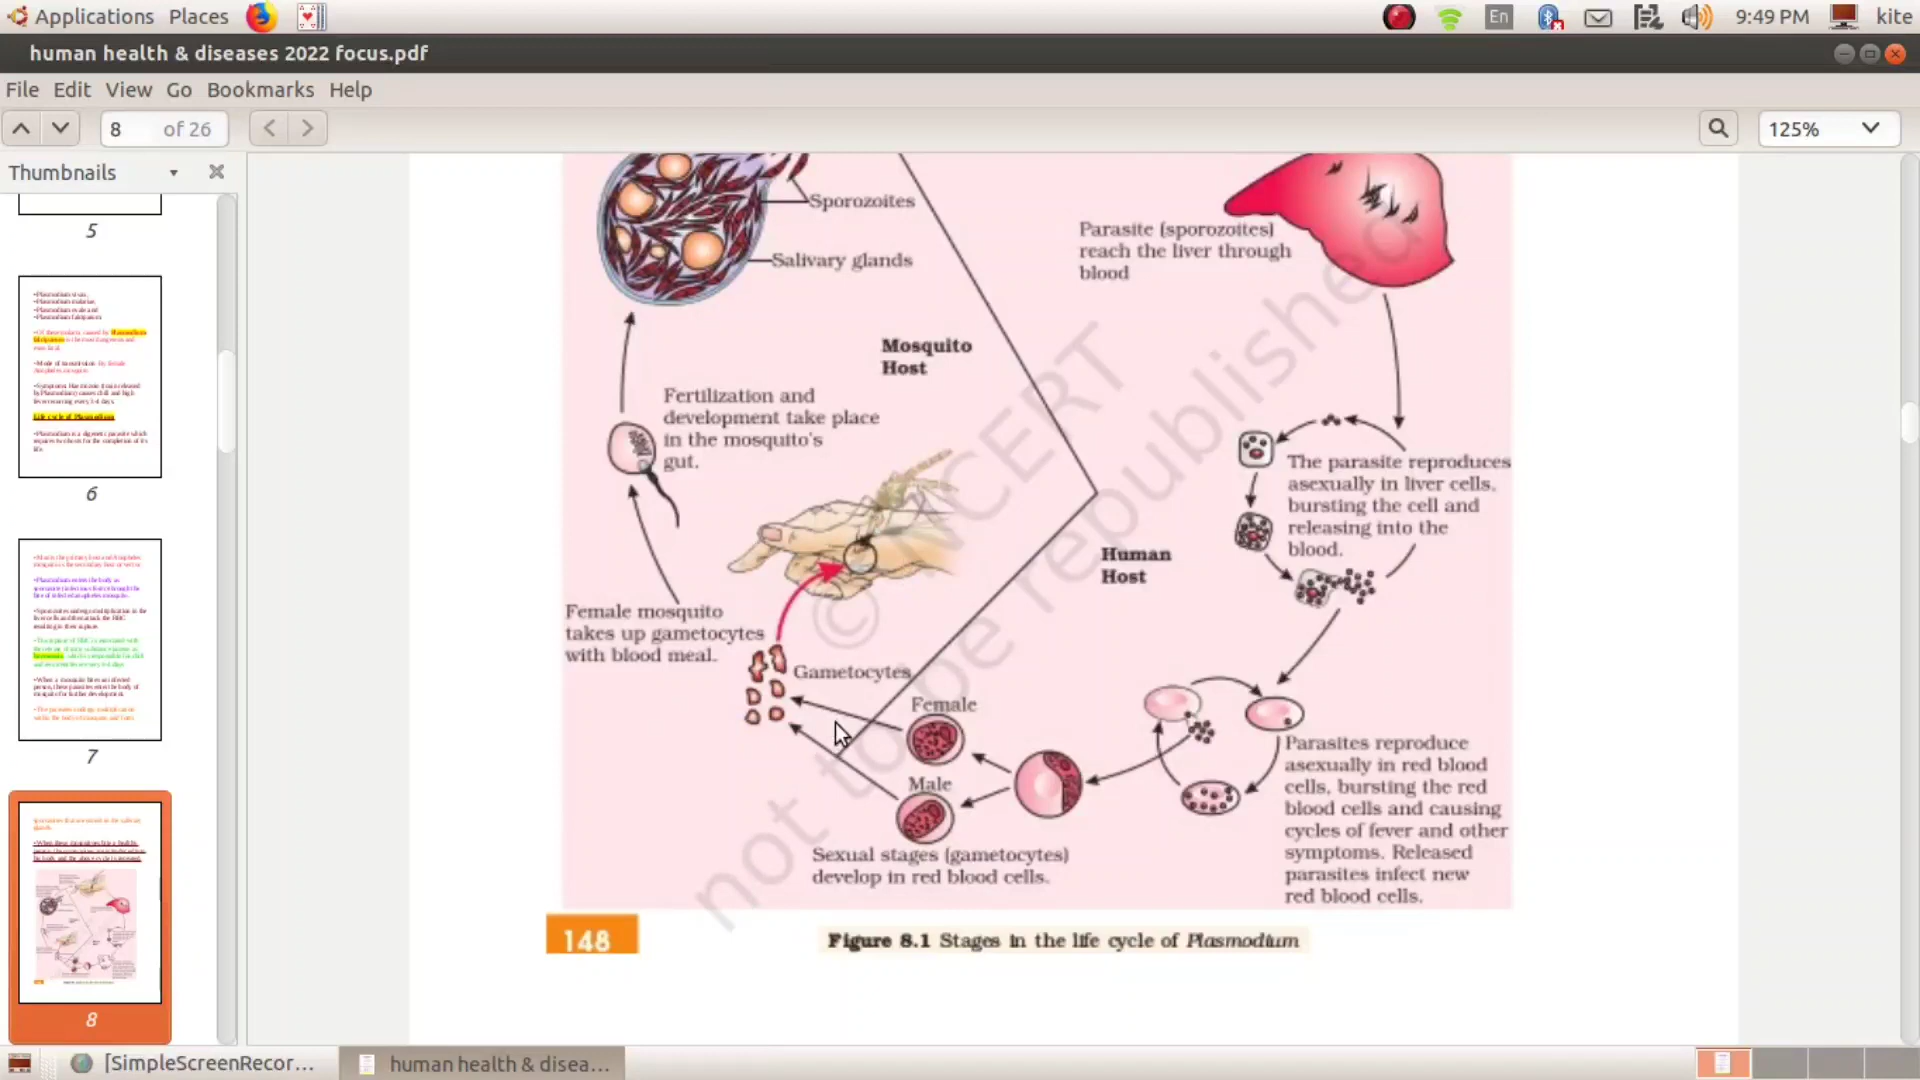 Applications Places En 9:49 PM kite
human health & diseases 2022 focus.pdf
File Edit View Go Bookmarks Help
8 of 26 125%
Thumbnails
5
6
7
8
Sporozoites
Salivary glands
Parasite (sporozoites)
reach the liver through
blood
Mosquito
Host
Fertilization and
development take place
in the mosquito's
gut.
The parasite reproduces
asexually in liver cells,
bursting the cell and
releasing into the
blood.
Human
Host
Female mosquito
takes up gametocytes
with blood meal.
Gametocytes
Female
Male
Sexual stages (gametocytes)
develop in red blood cells.
Parasites reproduce
asexually in red blood
cells, bursting the red
blood cells and causing
cycles of fever and other
symptoms. Released
parasites infect new
red blood cells.
© NCERT
not to be republished
148
Figure 8.1 Stages in the life cycle of Plasmodium
[SimpleScreenRecor... human health & disea...